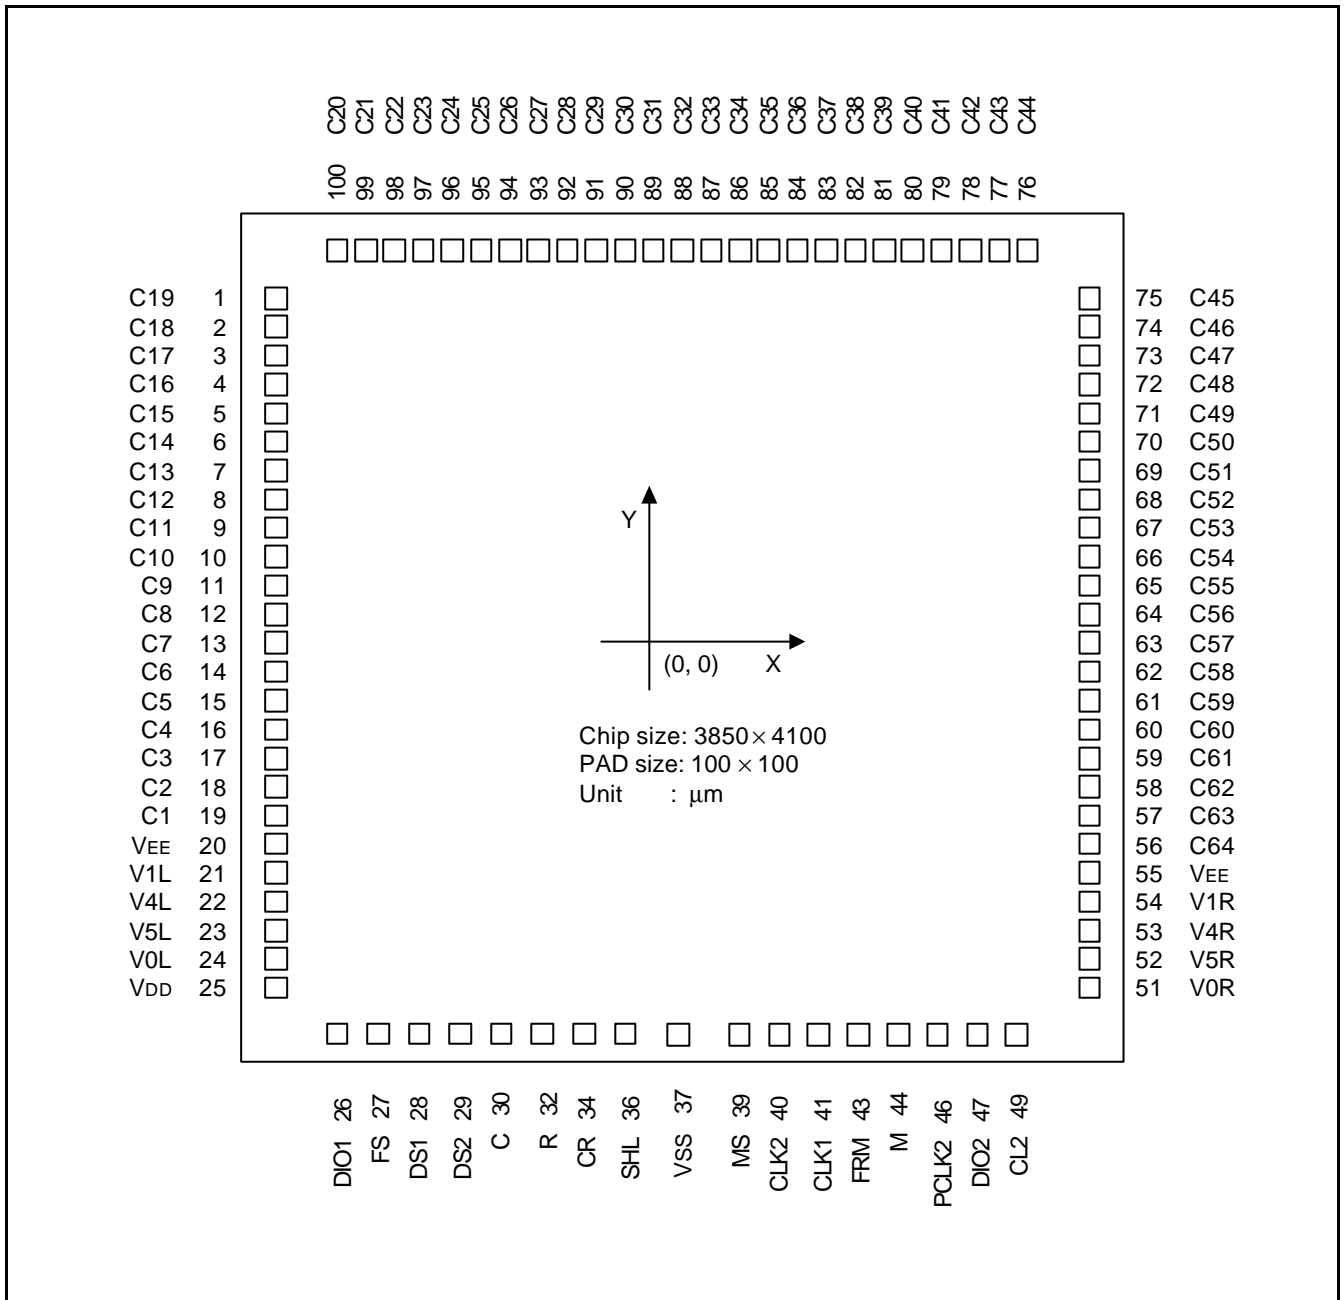 C20 C21 C22 C23 C24 C25 C26 C27 C28 C29 C30 C31 C32 C33 C34 C35 C36 C37 C38 C39 C40 C41 C42 C43 C44
100 99 98 97 96 95 94 93 92 91 90 89 88 87 86 85 84 83 82 81 80 79 78 77 76
C19 1 75 C45
C18 2 74 C46
C17 3 73 C47
C16 4 72 C48
C15 5 71 C49
C14 6 70 C50
C13 7 69 C51
C12 8 68 C52
C11 9 67 C53
C10 10 66 C54
C9 11 65 C55
C8 12 64 C56
C7 13 63 C57
C6 14 62 C58
C5 15 61 C59
C4 16 60 C60
C3 17 59 C61
C2 18 58 C62
C1 19 57 C63
VEE 20 56 C64
V1L 21 55 VEE
V4L 22 54 V1R
V5L 23 53 V4R
V0L 24 52 V5R
VDD 25 51 V0R
Y
(0, 0) X
Chip size: 3850×4100
PAD size: 100 × 100
Unit : μm
DIO1 26
FS 27
DS1 28
DS2 29
C 30
R 32
CR 34
SHL 36
VSS 37
MS 39
CLK2 40
CLK1 41
FRM 43
M 44
PCLK2 46
DIO2 47
CL2 49